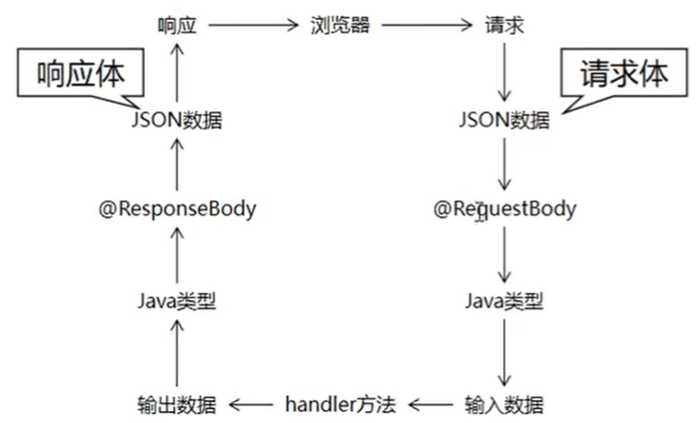 响应
浏览器
请求
响应体
请求体
JSON数据
JSON数据
@ResponseBody
@RequestBody
Java类型
Java类型
输出数据
handler方法
输入数据